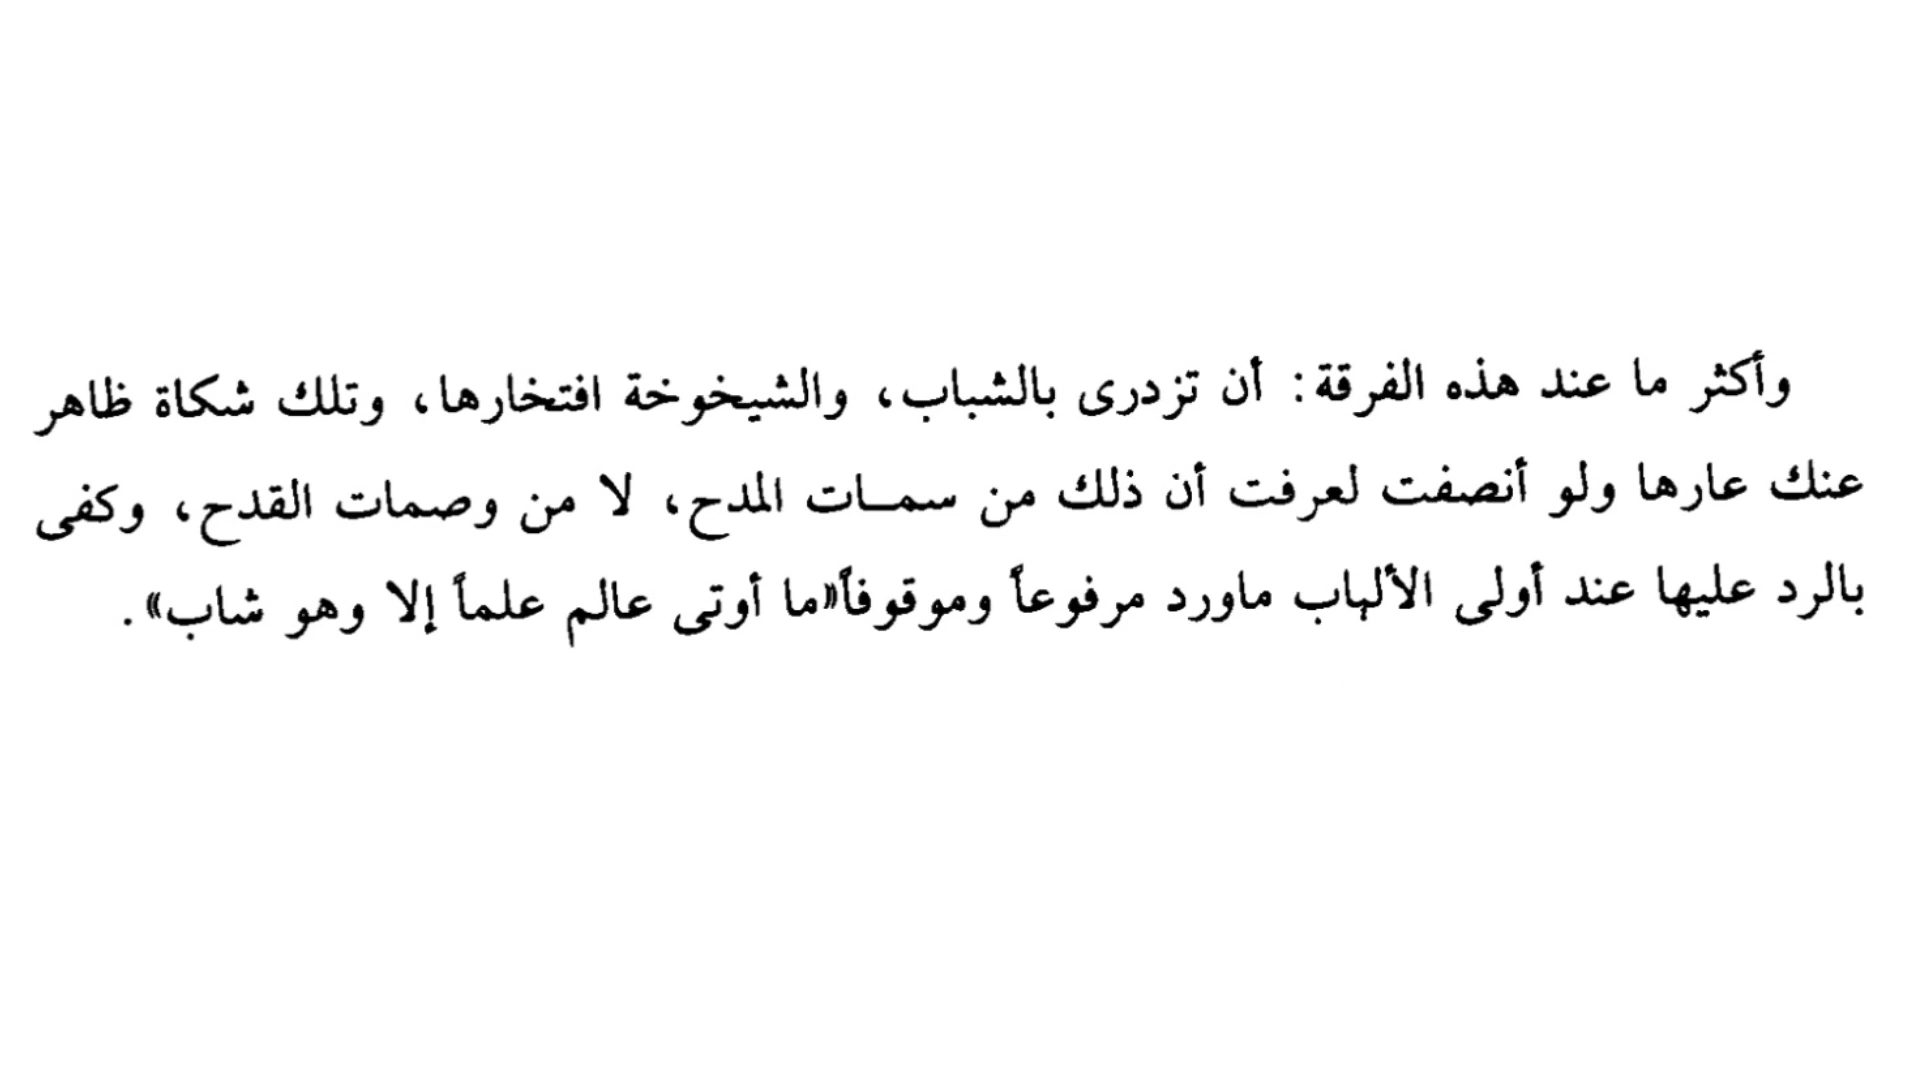 وأكثر ما عند هذه الفرقة: أن تزدرى بالشباب، والشيخوخة افتخارها، وتلك شكاة ظاهر
عنك عارها ولو أنصفت لعرفت أن ذلك من سمـات المدح، لا من وصمات القدح، وكفى
بالرد عليها عند أولى الألباب ماورد مرفوعاً وموقوفاً«ما أوتى عالم علماً إلا وهو شاب».